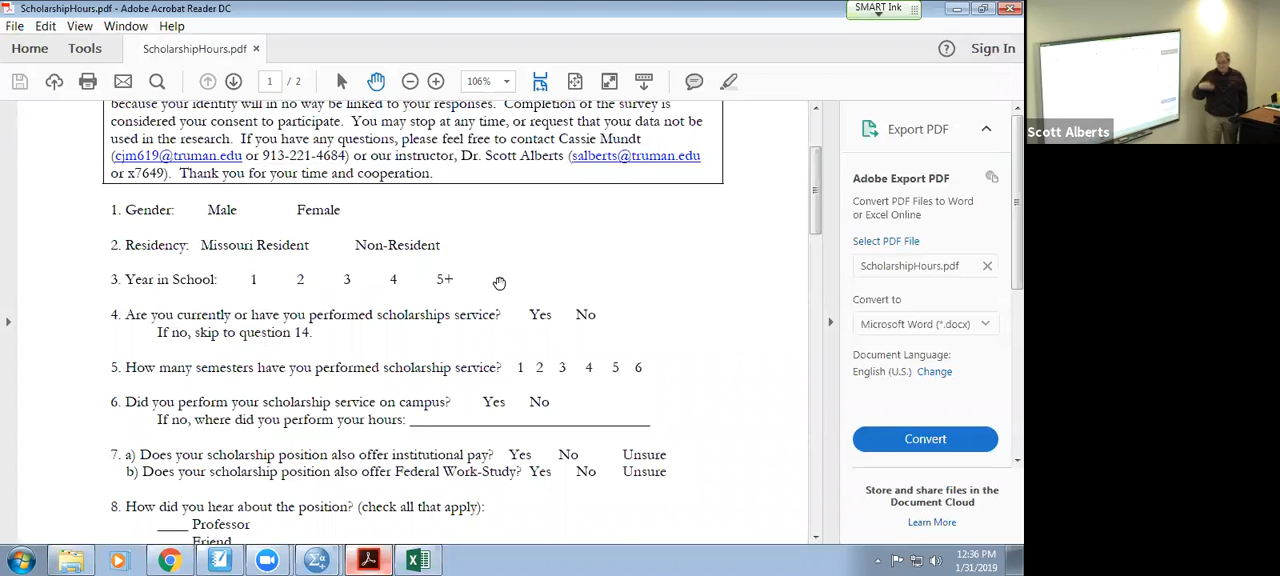 ScholarshipHours.pdf - Adobe Acrobat Reader DC
SMART Ink
File Edit View Window Help
Home Tools ScholarshipHours.pdf × Sign In
1 / 2 106%
because your identity will in no way be linked to your responses. Completion of the survey is
considered your consent to participate. You may stop at any time, or request that your data not be
used in the research. If you have any questions, please feel free to contact Cassie Mundt
(cjm619@truman.edu or 913-221-4684) or our instructor, Dr. Scott Alberts (salberts@truman.edu
or x7649). Thank you for your time and cooperation.
1. Gender: Male Female
2. Residency: Missouri Resident Non-Resident
3. Year in School: 1 2 3 4 5+
4. Are you currently or have you performed scholarships service? Yes No
If no, skip to question 14.
5. How many semesters have you performed scholarship service? 1 2 3 4 5 6
6. Did you perform your scholarship service on campus? Yes No
If no, where did you perform your hours:
7. a) Does your scholarship position also offer institutional pay? Yes No Unsure
b) Does your scholarship position also offer Federal Work-Study? Yes No Unsure
8. How did you hear about the position? (check all that apply):
Professor
Friend
Export PDF
Adobe Export PDF
Convert PDF Files to Word
or Excel Online
Select PDF File
ScholarshipHours.pdf
Convert to
Microsoft Word (*.docx)
Document Language:
English (U.S.) Change
Convert
Store and share files in the
Document Cloud
Learn More
Scott Alberts
12:36 PM
1/31/2019